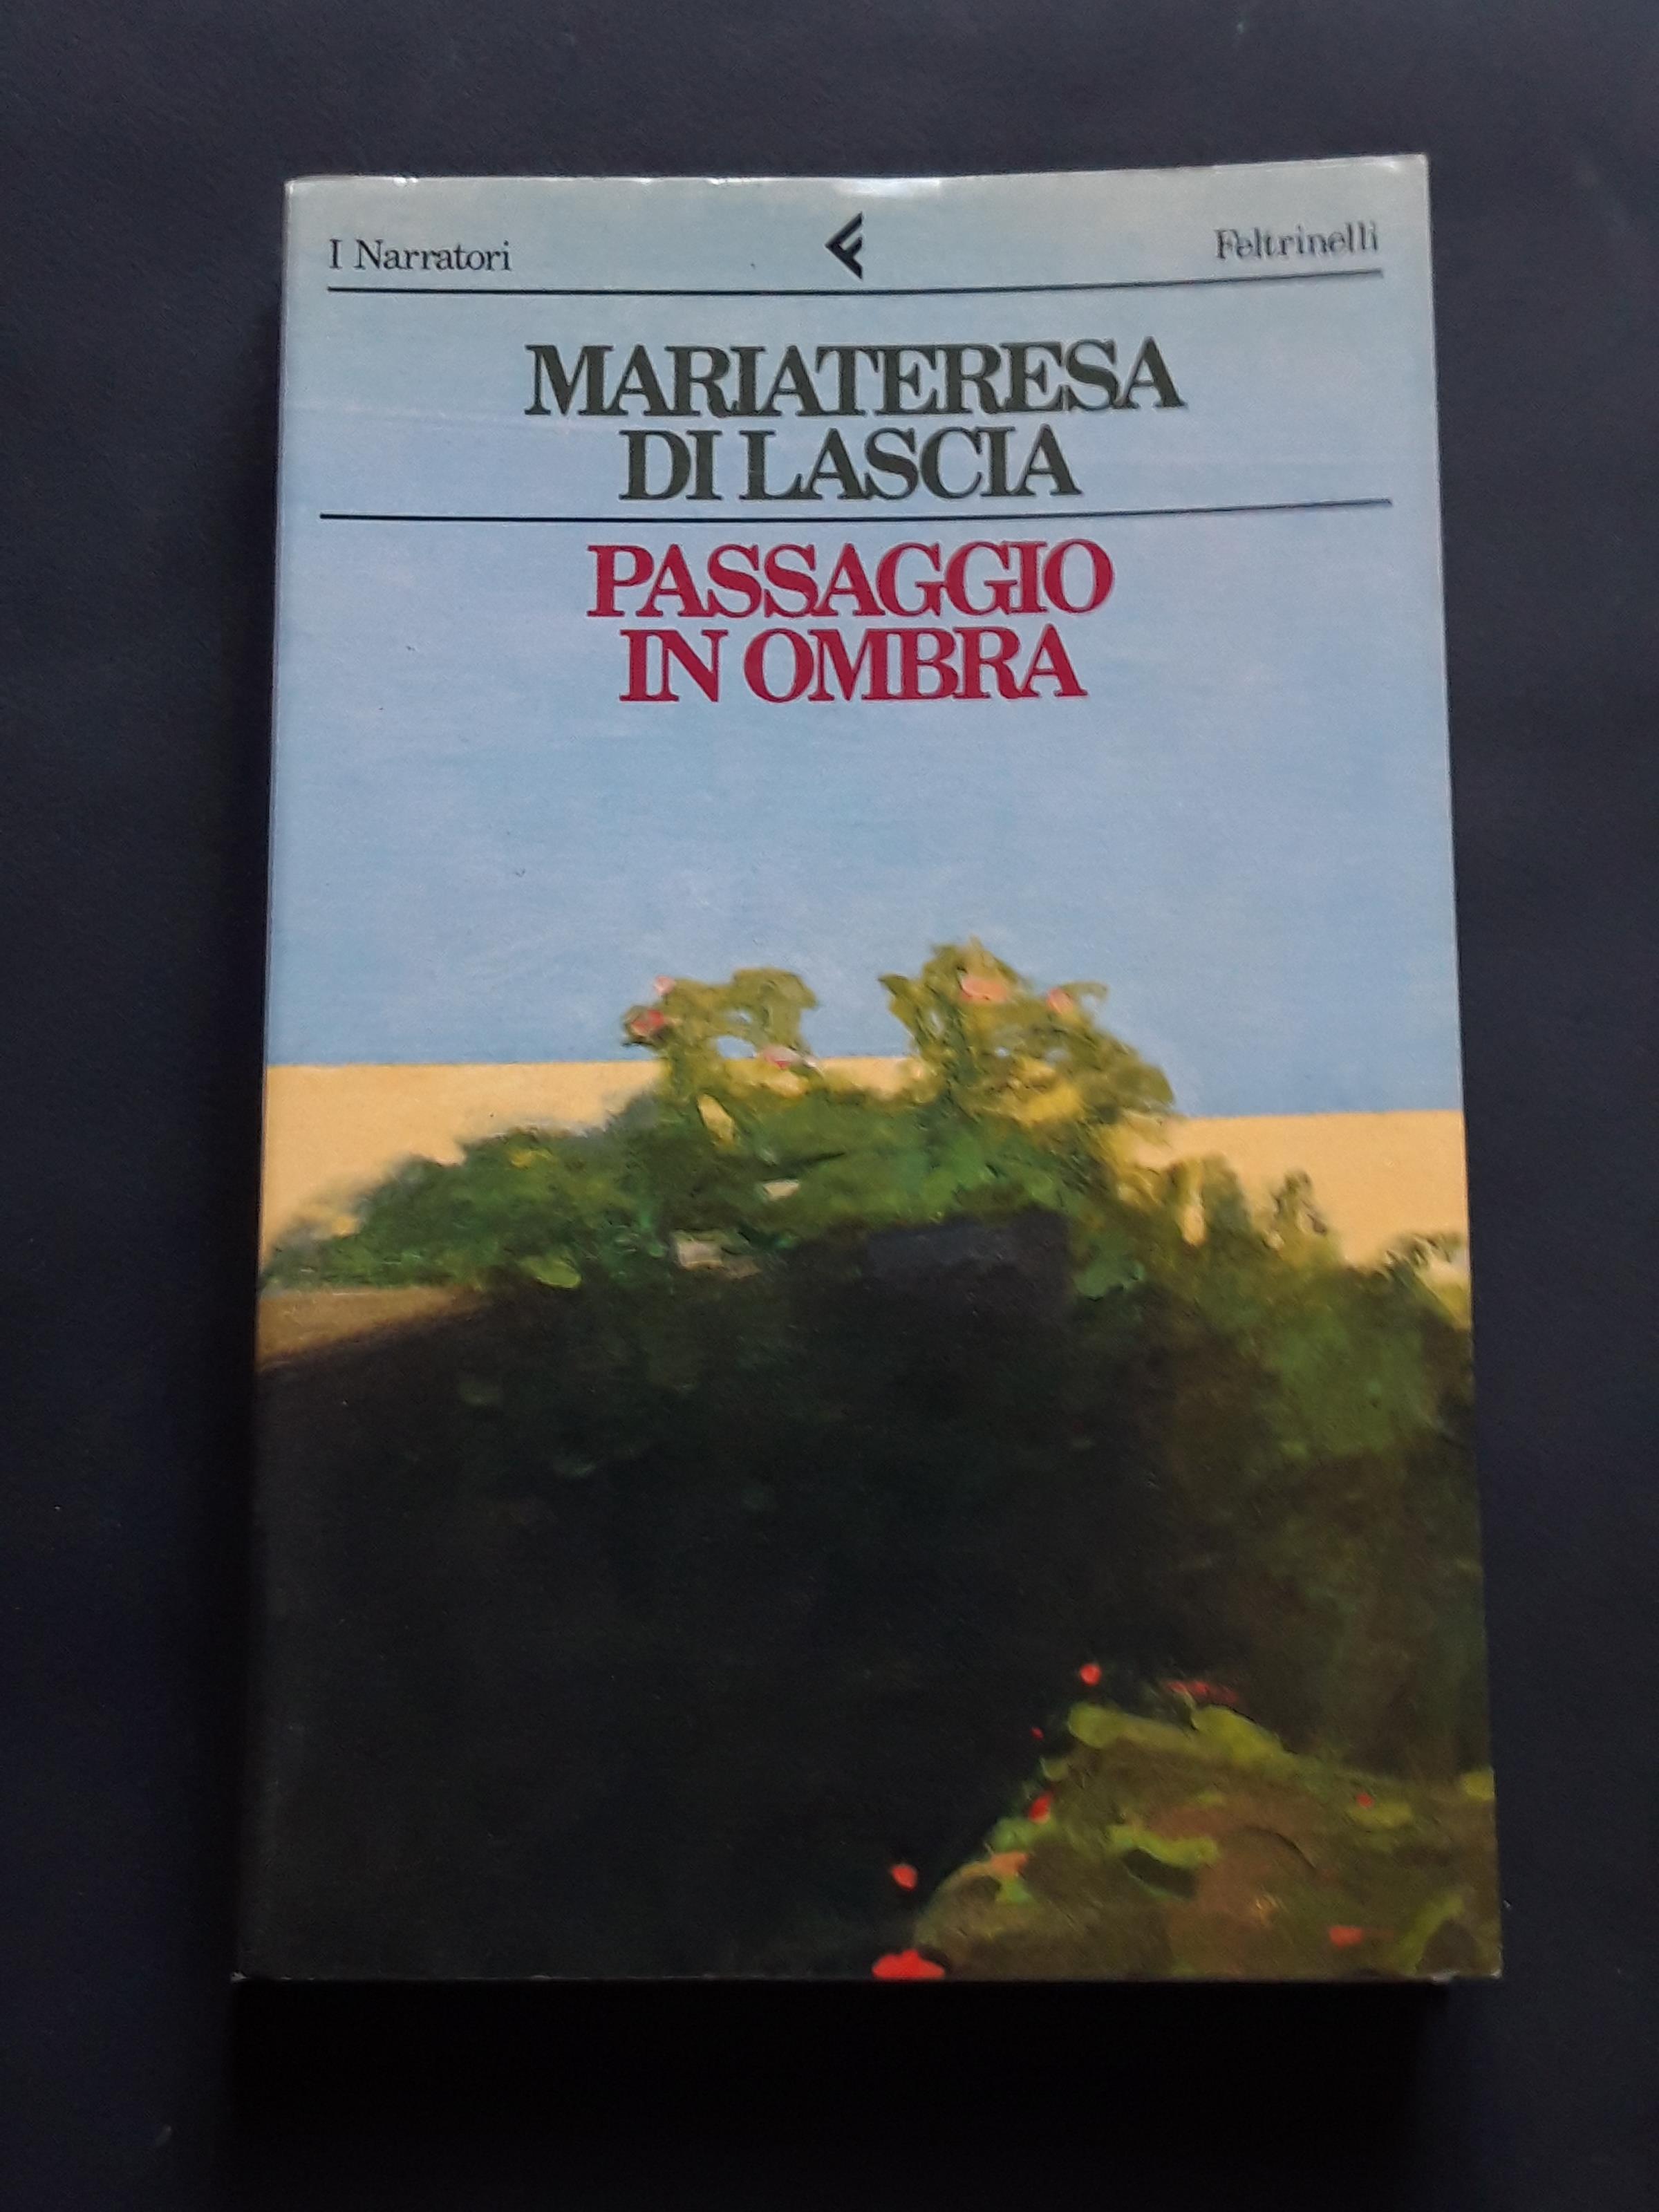 I Narratori Feltrinelli
MARIATERESA
DI LASCIA
PASSAGGIO
IN OMBRA